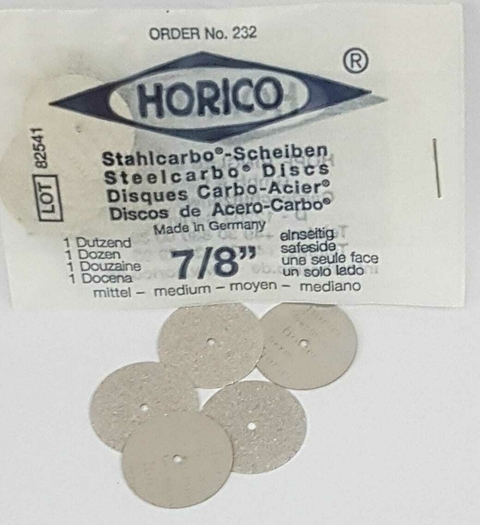 ORDER No. 232
HORICO
®
LOT 82541
Stahlcarbo®-Scheiben
Steelcarbo® Discs
Disques Carbo-Acier®
Discos de Acero-Carbo®
Made in Germany
1 Dutzend
1 Dozen
1 Douzaine
1 Docena
7/8”
einseitig
safeside
une seule face
un solo lado
mittel – medium – moyen – mediano